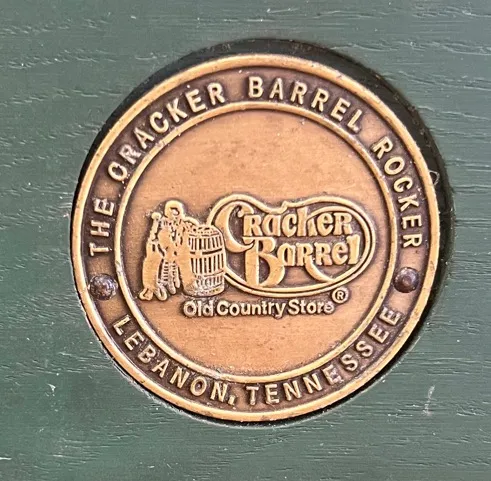 THE CRACKER BARREL ROCKER
Cracker
Barrel
Old Country Store®
LEBANON, TENNESSEE